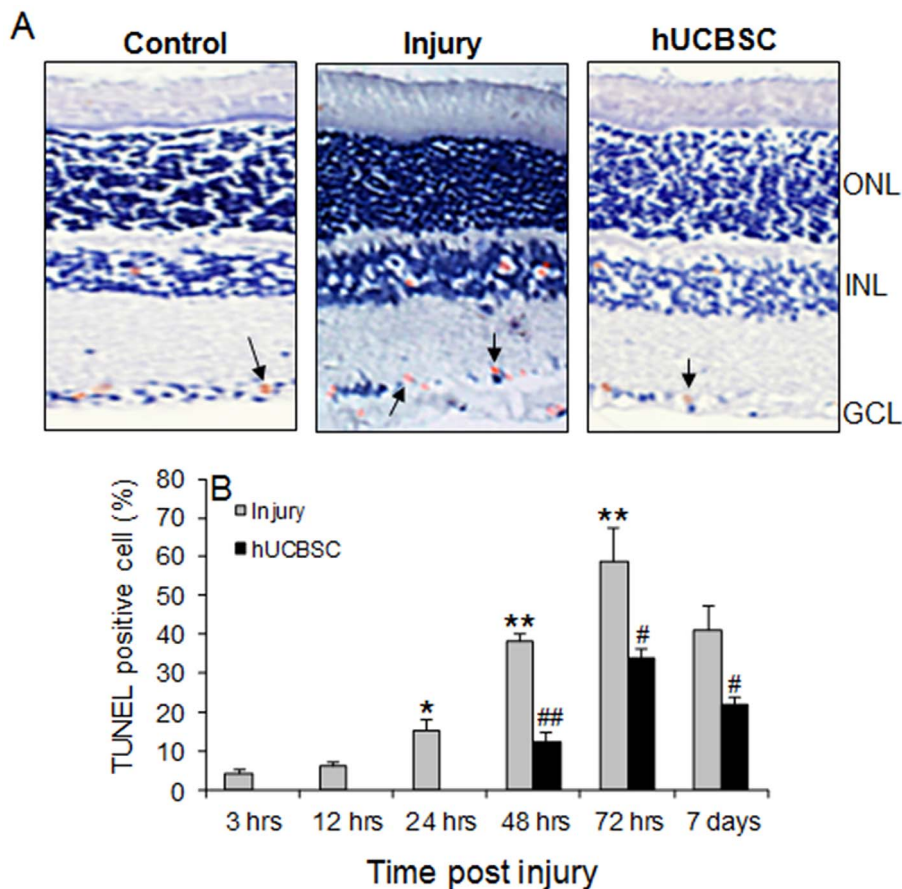 A
Control
Injury
hUCBSC
ONL
INL
GCL
B
Injury
hUCBSC
TUNEL positive cell (%)
80
70
60
50
40
30
20
10
0
*
**
##
**
#
#
3 hrs 12 hrs 24 hrs 48 hrs 72 hrs 7 days
Time post injury